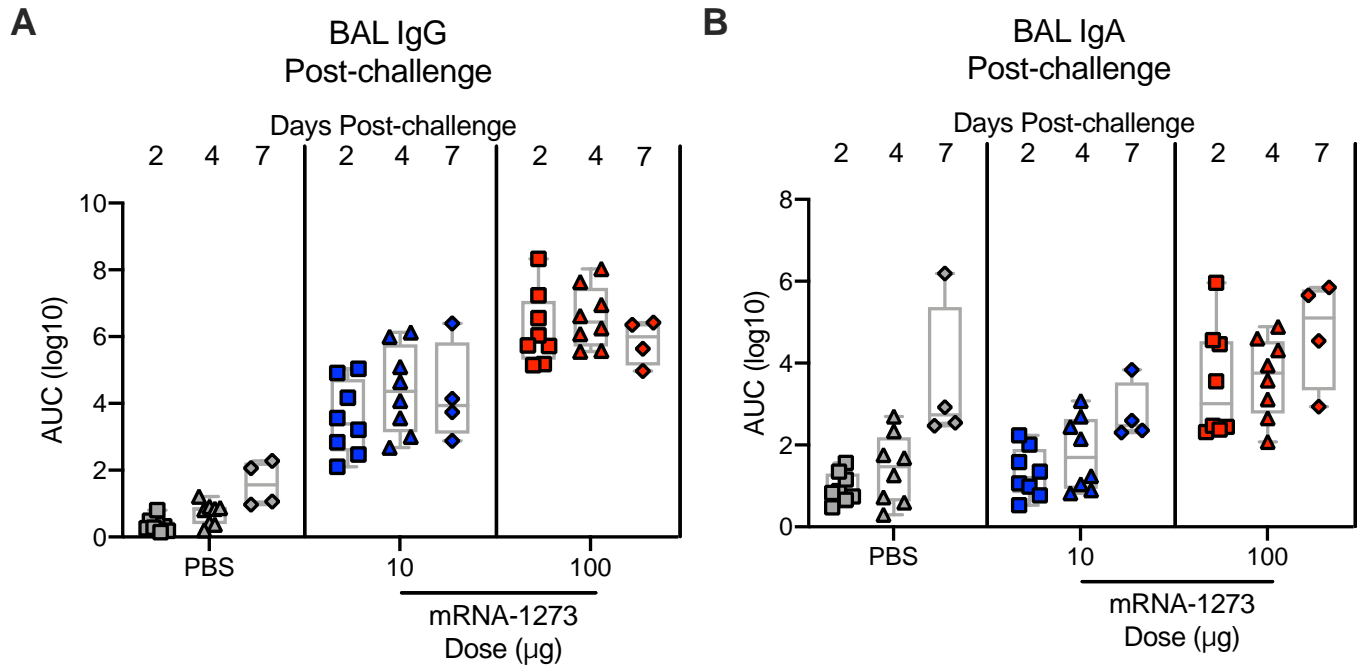 A
BAL IgG
Post-challenge
Days Post-challenge
2 4 7 2 4 7 2 4 7
10
8
6
4
2
0
AUC (log10)
PBS 10 100
mRNA-1273
Dose (µg)
B
BAL IgA
Post-challenge
Days Post-challenge
2 4 7 2 4 7 2 4 7
8
6
4
2
0
AUC (log10)
PBS 10 100
mRNA-1273
Dose (µg)